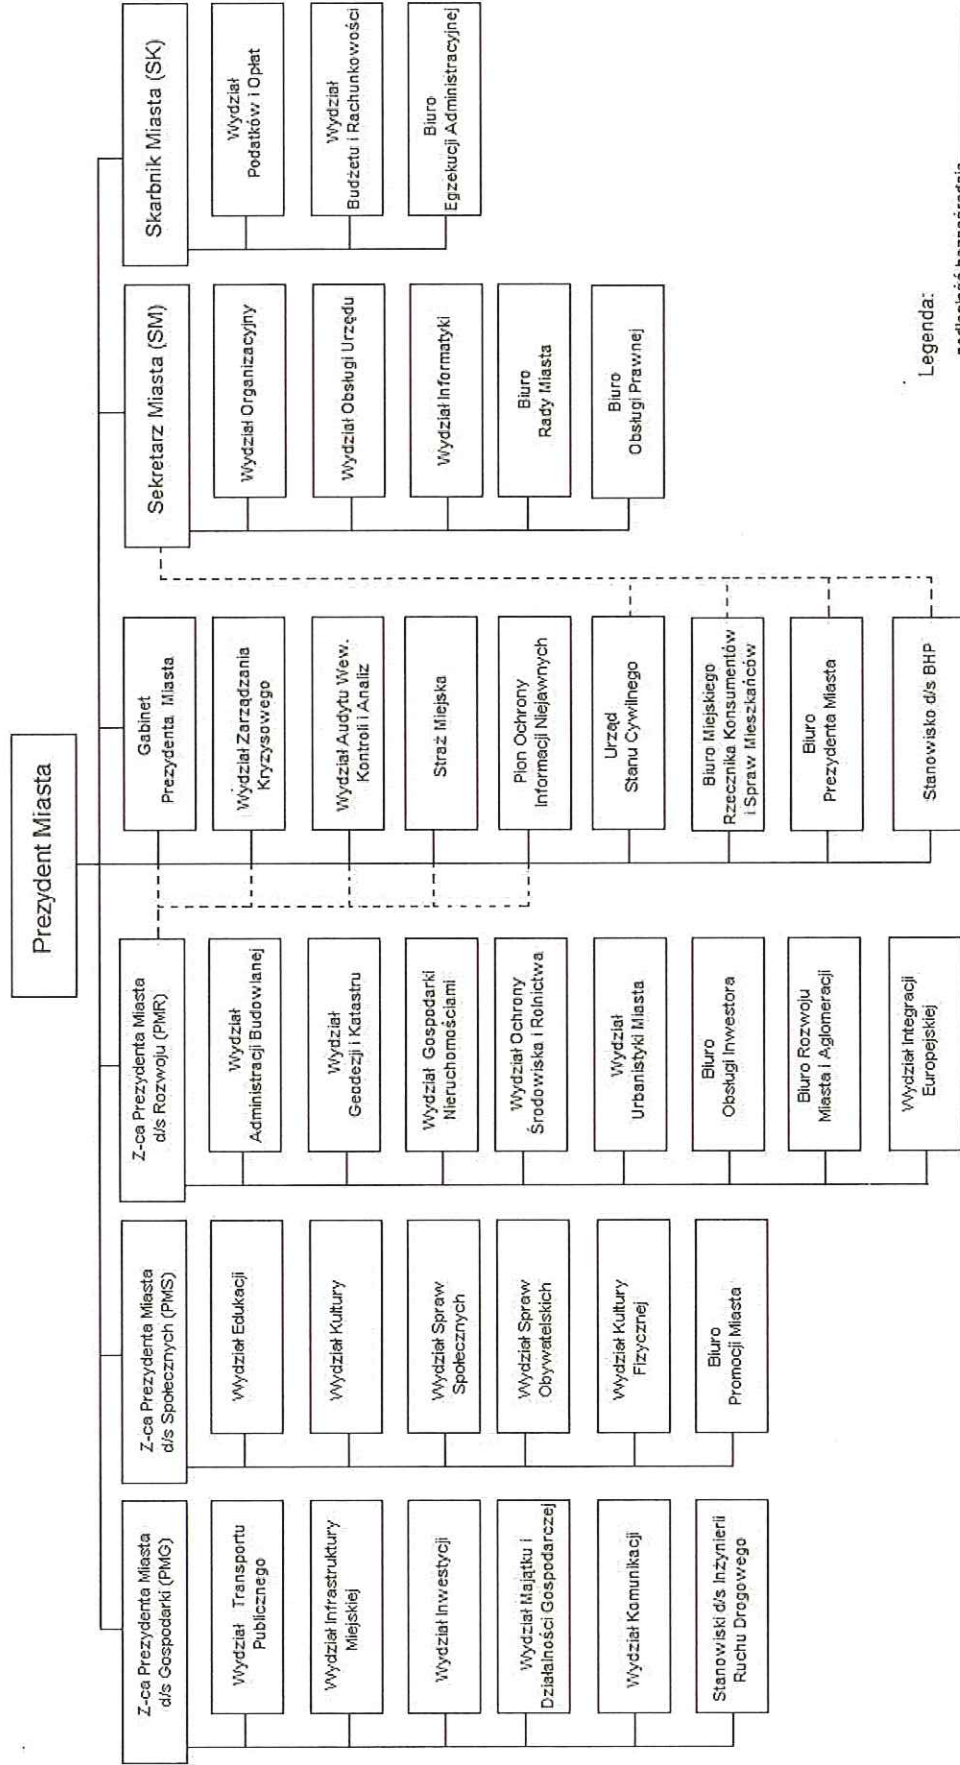 Prezydent Miasta
Z-ca Prezydenta Miasta
d/s Gospodarki (PMG)
Wydział Transportu
Publicznego
Wydział Infrastruktury
Miejskiej
Wydział Inwestycji
Wydział Majątku i
Działalności Gospodarczej
Wydział Komunikacji
Stanowiski d/s Inżynierii
Ruchu Drogowego
Z-ca Prezydenta Miasta
d/s Społecznych (PMS)
Wydział Edukacji
Wydział Kultury
Wydział Spraw
Społecznych
Wydział Spraw
Obywatelskich
Wydział Kultury
Fizycznej
Biuro
Promocji Miasta
Z-ca Prezydenta Miasta
d/s Rozwoju (PMR)
Wydział
Administracji Budowlanej
Wydział
Geodezji i Katastru
Wydział Gospodarki
Nieruchomościami
Wydział Ochrony
Środowiska i Rolnictwa
Wydział
Urbanistyki Miasta
Biuro
Obsługi Inwestora
Biuro Rozwoju
Miasta i Aglomeracji
Wydział Integracji
Europejskiej
Gabinet
Prezydenta Miasta
Wydział Zarządzania
Kryzysowego
Wydział Audytu Wew.
Kontroli i Analiz
Straż Miejska
Pion Ochrony
Informacji Niejawnych
Urząd
Stanu Cywilnego
Biuro Miejskiego
Rzecznika Konsumentów
i Spraw Mieszkańców
Biuro
Prezydenta Miasta
Stanowisko d/s BHP
Sekretarz Miasta (SM)
Wydział Organizacyjny
Wydział Obsługi Urzędu
Wydział Informatyki
Biuro
Rady Miasta
Biuro
Obsługi Prawnej
Skarbnik Miasta (SK)
Wydział
Podatków i Opłat
Wydział
Budżetu i Rachunkowości
Biuro
Egzekucji Administracyjnej
Legenda: